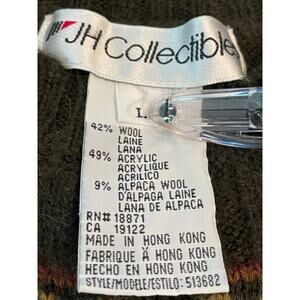 JH Collectible
L
42% WOOL
LAINE
LANA
49% ACRYLIC
ACRYLIQUE
ACRILICO
9% ALPACA WOOL
D'ALPAGA LAINE
LANA DE ALPACA
RN# 18871
CA 19122
MADE IN HONG KONG
FABRIQUE À HONG KONG
HECHO EN HONG KONG
STYLE/MODELE/ESTILO: 513682